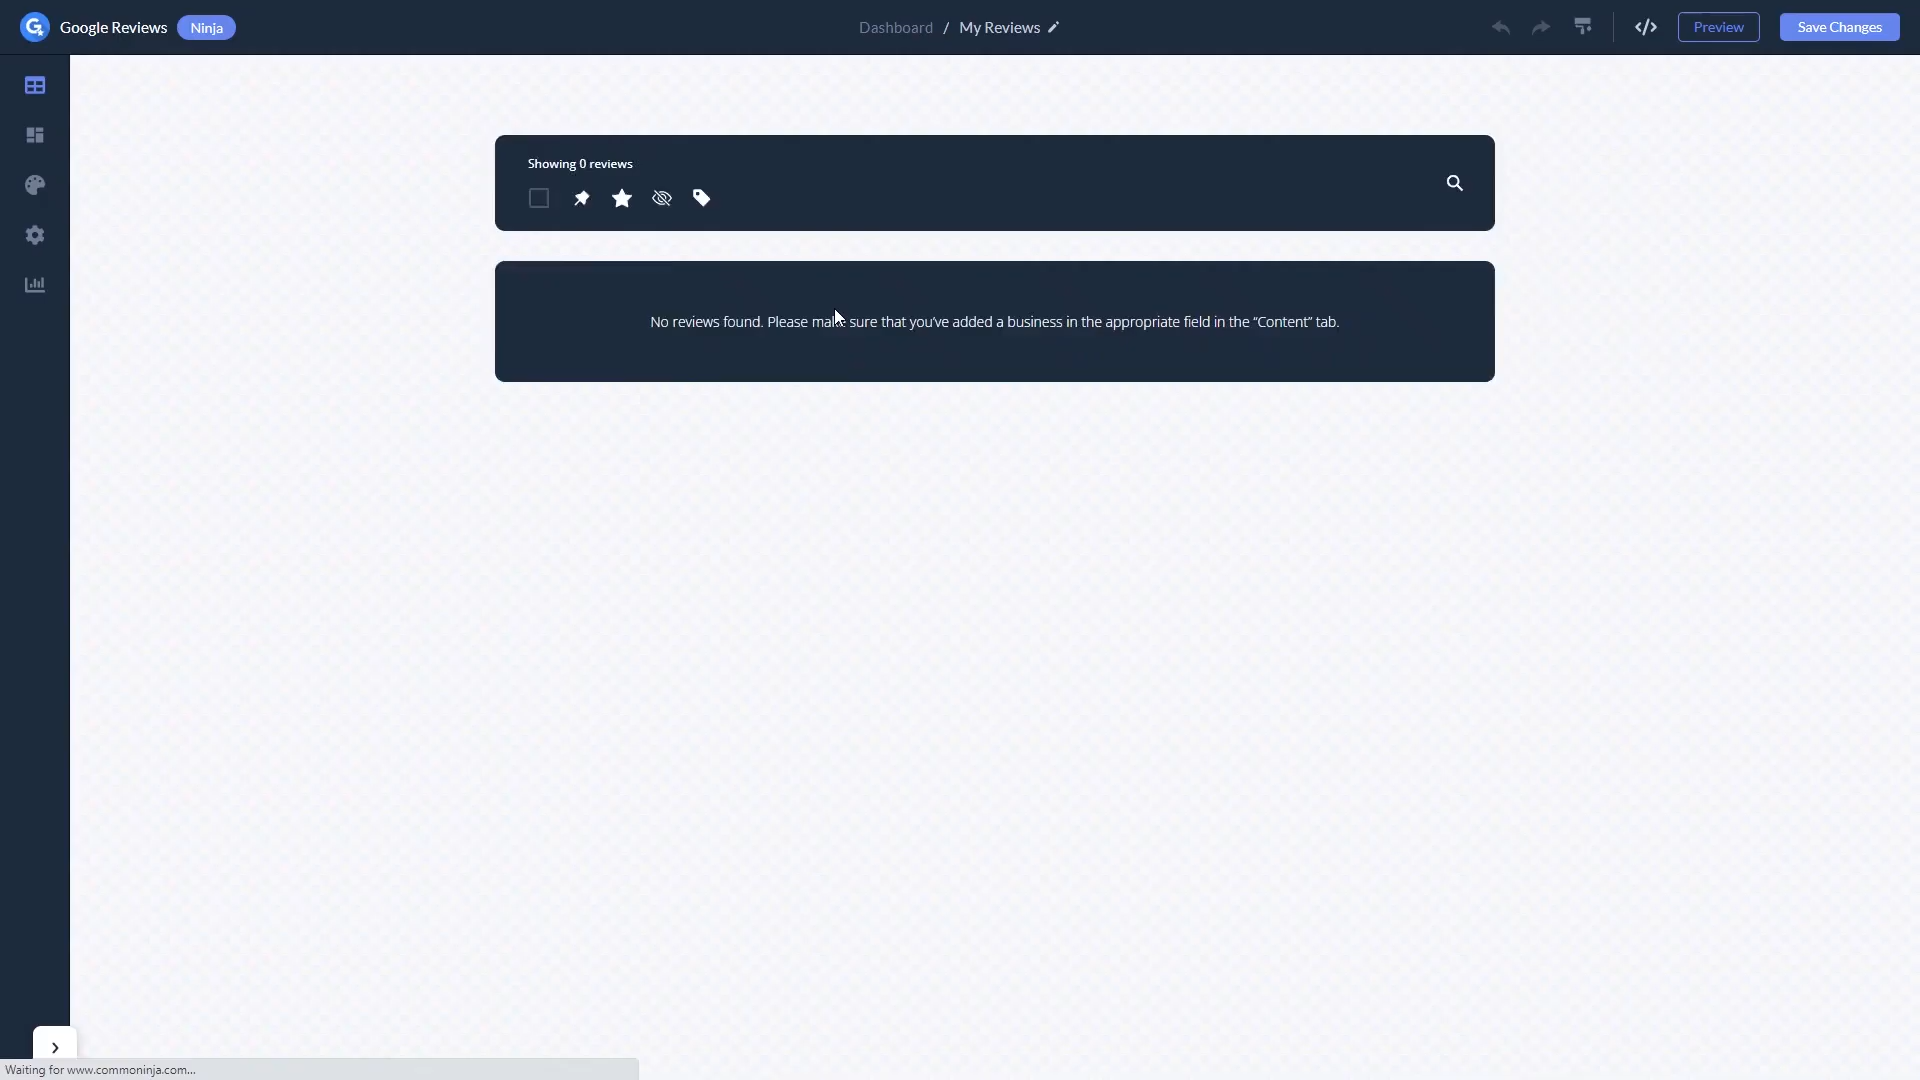 Google Reviews Ninja
Dashboard / My Reviews
</> Preview Save Changes
Showing 0 reviews
No reviews found. Please make sure that you've added a business in the appropriate field in the “Content” tab.
Waiting for www.commoninja.com...